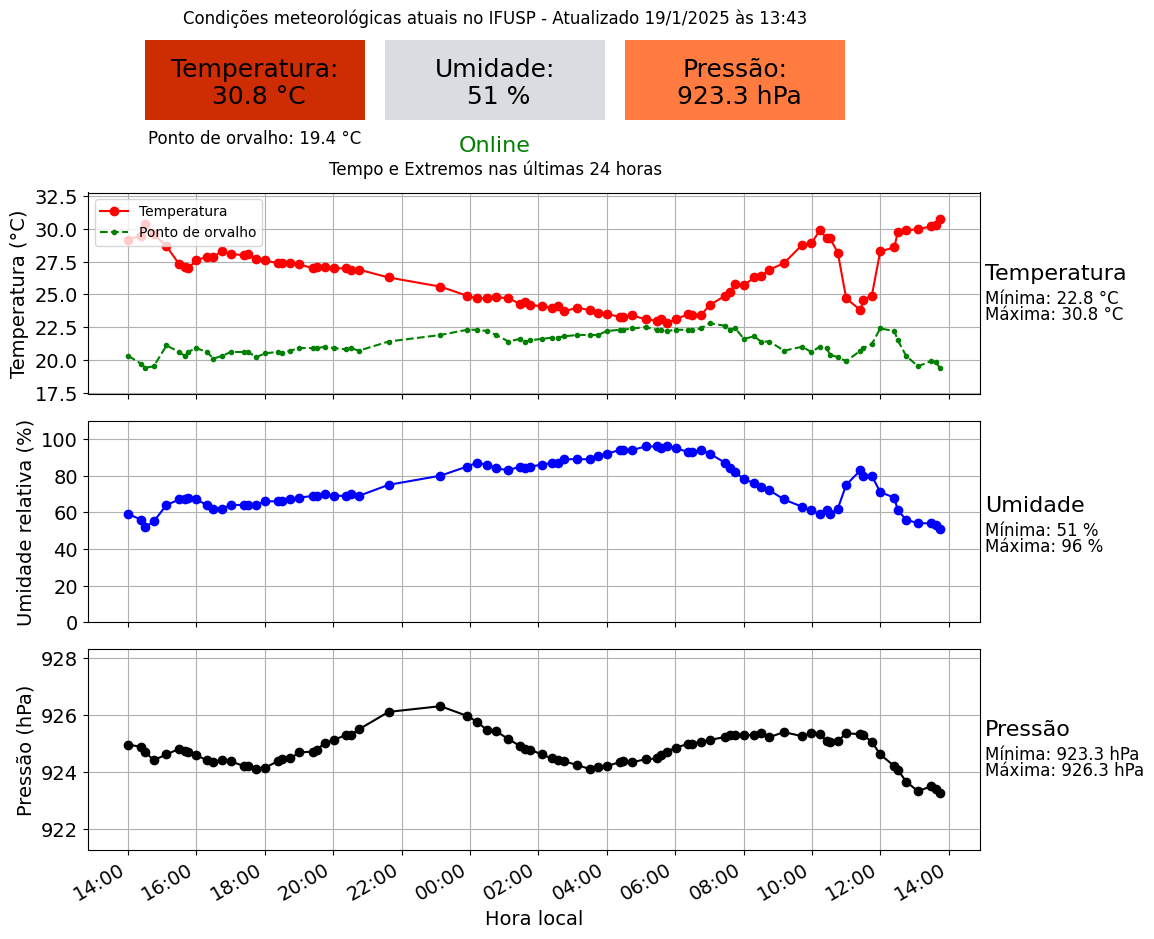 Condições meteorológicas atuais no IFUSP - Atualizado 19/1/2025 às 13:43
Temperatura:
30.8 °C
Umidade:
51 %
Pressão:
923.3 hPa
Ponto de orvalho: 19.4 °C
Online
Tempo e Extremos nas últimas 24 horas
Temperatura (°C)
32.5
30.0
27.5
25.0
22.5
20.0
17.5
Temperatura
Ponto de orvalho
Temperatura
Mínima: 22.8 °C
Máxima: 30.8 °C
Umidade relativa (%)
100
80
60
40
20
0
Umidade
Mínima: 51 %
Máxima: 96 %
Pressão (hPa)
928
926
924
922
Pressão
Mínima: 923.3 hPa
Máxima: 926.3 hPa
14:00 16:00 18:00 20:00 22:00 00:00 02:00 04:00 06:00 08:00 10:00 12:00 14:00
Hora local